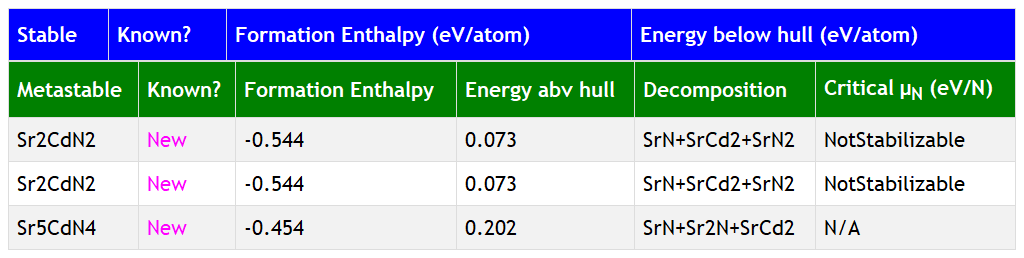 Stable Known? Formation Enthalpy (eV/atom) Energy below hull (eV/atom)
Metastable Known? Formation Enthalpy Energy abv hull Decomposition Critical μN (eV/N)
Sr2CdN2 New -0.544 0.073 SrN+SrCd2+SrN2 NotStabilizable
Sr2CdN2 New -0.544 0.073 SrN+SrCd2+SrN2 NotStabilizable
Sr5CdN4 New -0.454 0.202 SrN+Sr2N+SrCd2 N/A